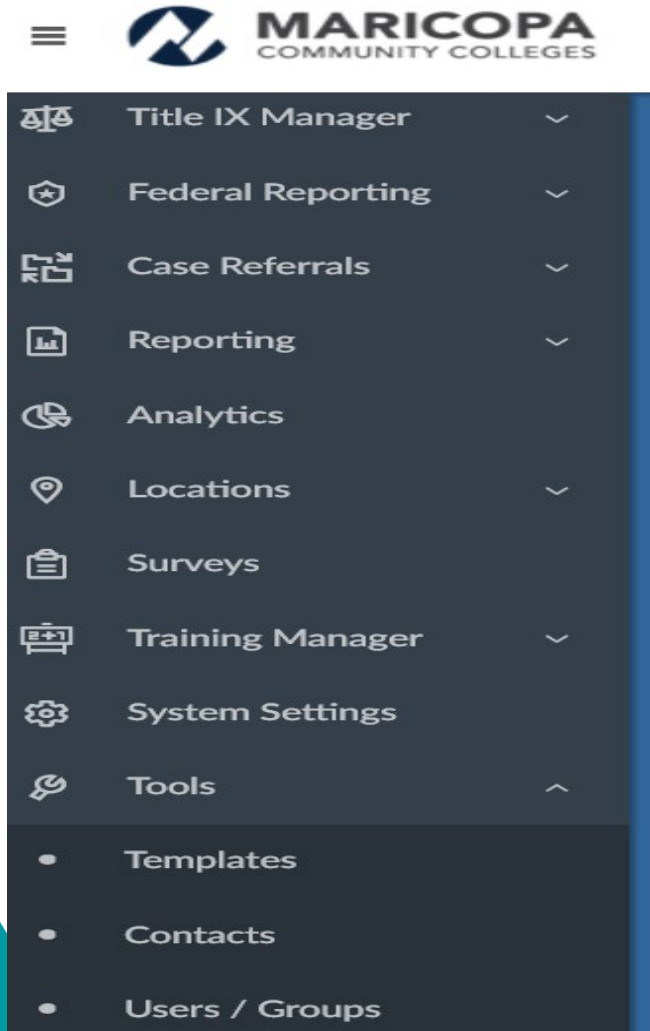 MARICOPA
COMMUNITY COLLEGES
Title IX Manager
Federal Reporting
Case Referrals
Reporting
Analytics
Locations
Surveys
Training Manager
System Settings
Tools
Templates
Contacts
Users / Groups